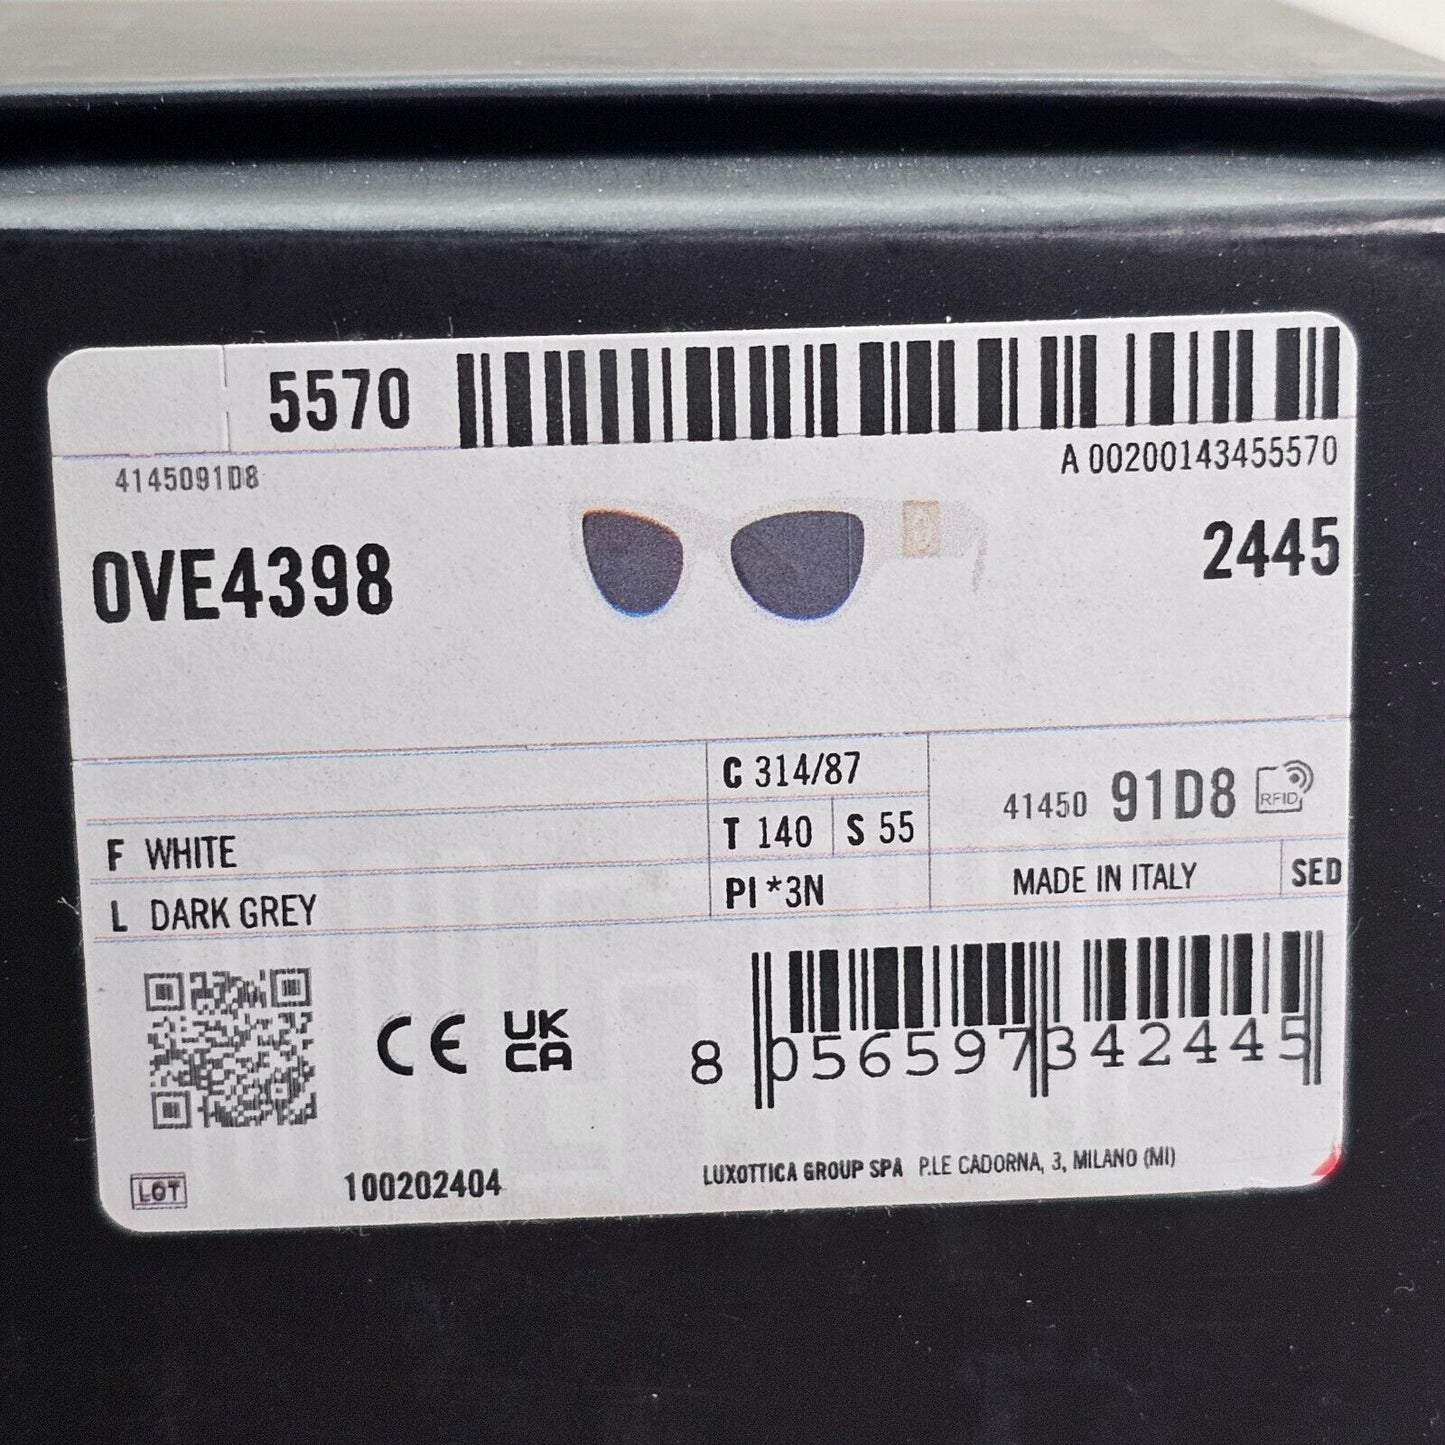 5570
A 00200143455570
4145091D8
0VE4398
2445
C 314/87
41450 91D8 RFID
F WHITE
T 140 S 55
L DARK GREY
PI *3N
MADE IN ITALY SED
CE UK
CA
8 056597 342445
LOT 100202404
LUXOTTICA GROUP SPA P.LE CADORNA, 3, MILANO (MI)